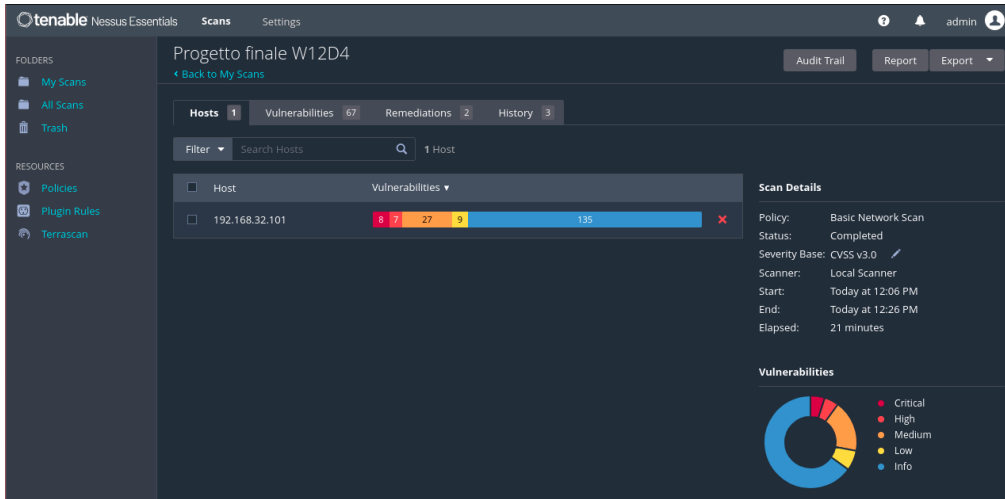 tenable Nessus Essentials Scans Settings admin
FOLDERS
My Scans
All Scans
Trash
RESOURCES
Policies
Plugin Rules
Terrascan
Progetto finale W12D4
Back to My Scans
Audit Trail Report Export
Hosts 1 Vulnerabilities 67 Remediations 2 History 3
Filter Search Hosts 1 Host
Host Vulnerabilities
192.168.32.101 8 7 27 9 135
Scan Details
Policy: Basic Network Scan
Status: Completed
Severity Base: CVSS v3.0
Scanner: Local Scanner
Start: Today at 12:06 PM
End: Today at 12:26 PM
Elapsed: 21 minutes
Vulnerabilities
Critical
High
Medium
Low
Info